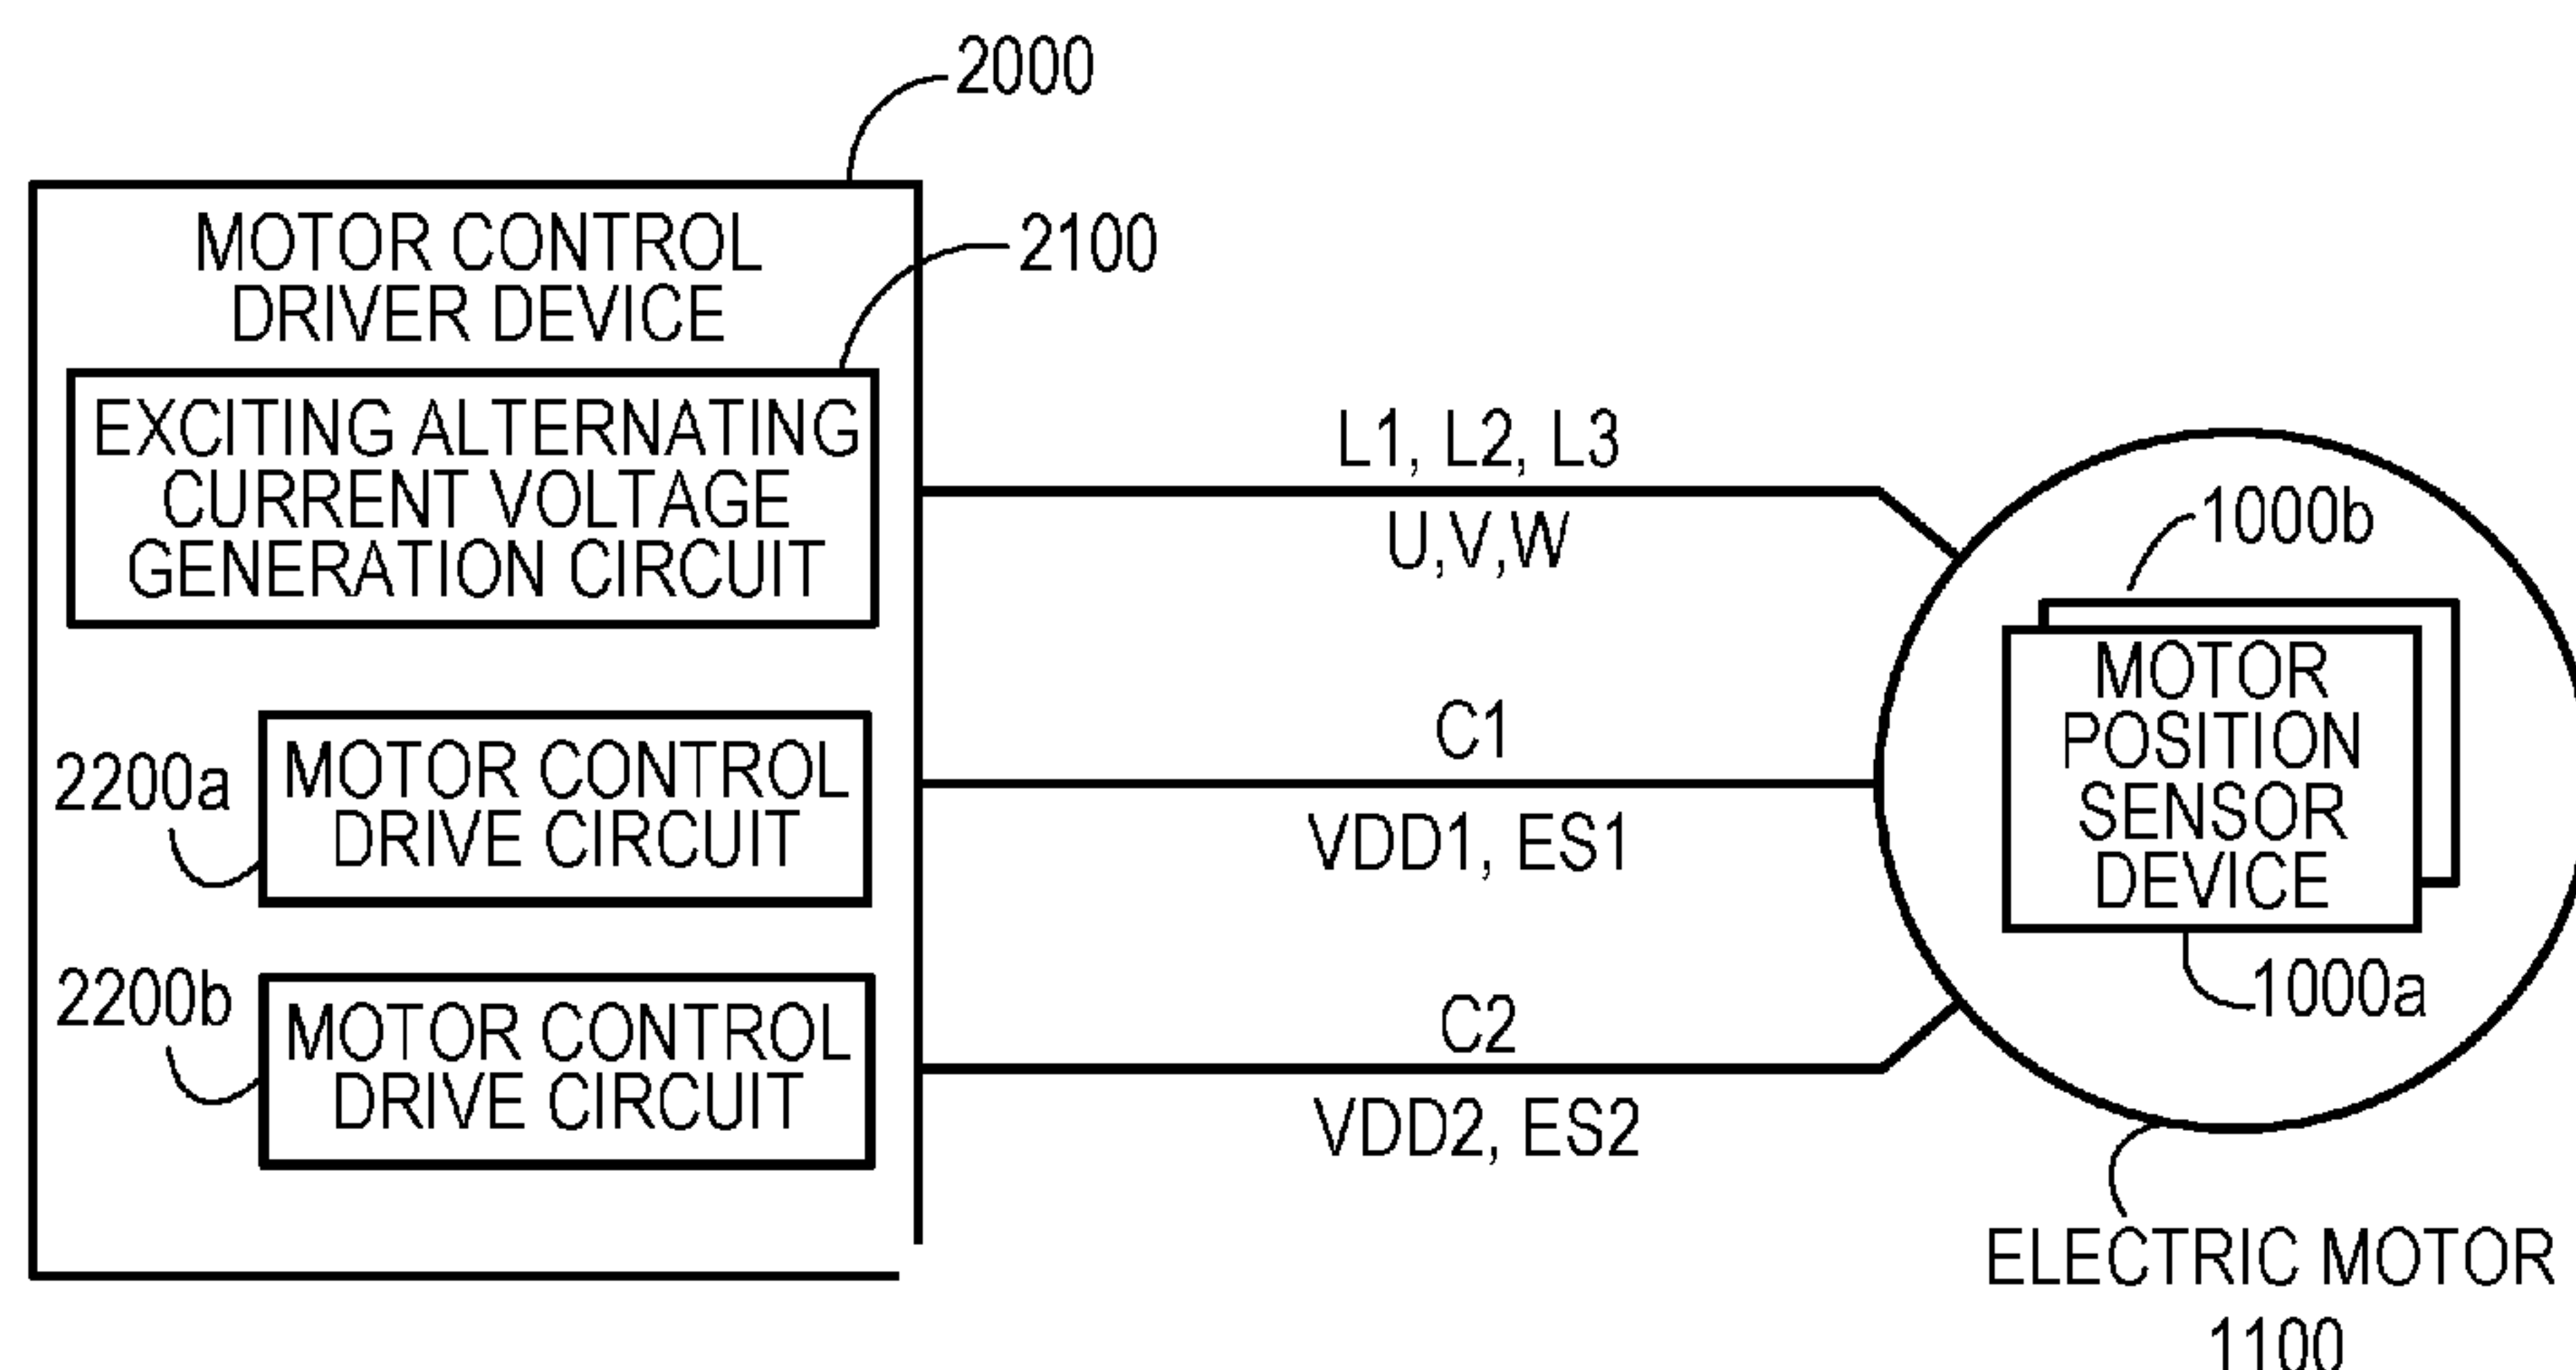 2000
MOTOR CONTROL
DRIVER DEVICE
2100
EXCITING ALTERNATING
CURRENT VOLTAGE
GENERATION CIRCUIT
2200a
MOTOR CONTROL
DRIVE CIRCUIT
2200b
MOTOR CONTROL
DRIVE CIRCUIT
L1, L2, L3
U,V,W
C1
VDD1, ES1
C2
VDD2, ES2
1000b
MOTOR
POSITION
SENSOR
DEVICE
1000a
ELECTRIC MOTOR
1100